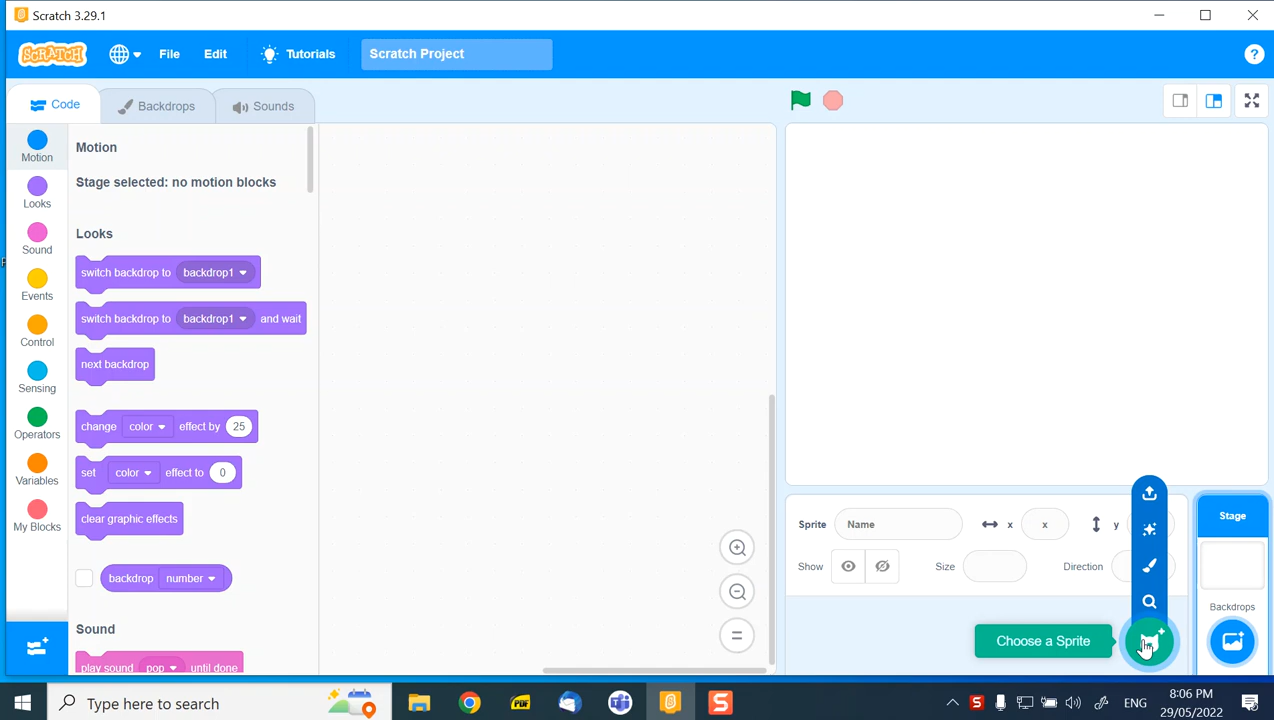 Scratch 3.29.1
SCRATCH
File
Edit
Tutorials
Scratch Project
?
Code
Backdrops
Sounds
Motion
Looks
Sound
Events
Control
Sensing
Operators
Variables
My Blocks
Motion
Stage selected: no motion blocks
Looks
switch backdrop to backdrop1
switch backdrop to backdrop1 and wait
next backdrop
change color effect by 25
set color effect to 0
clear graphic effects
backdrop number
Sound
play sound pop until done
Sprite Name x x y
Show Size Direction
Choose a Sprite
Stage
Backdrops
Type here to search
PDF
S
S
ENG
8:06 PM
29/05/2022